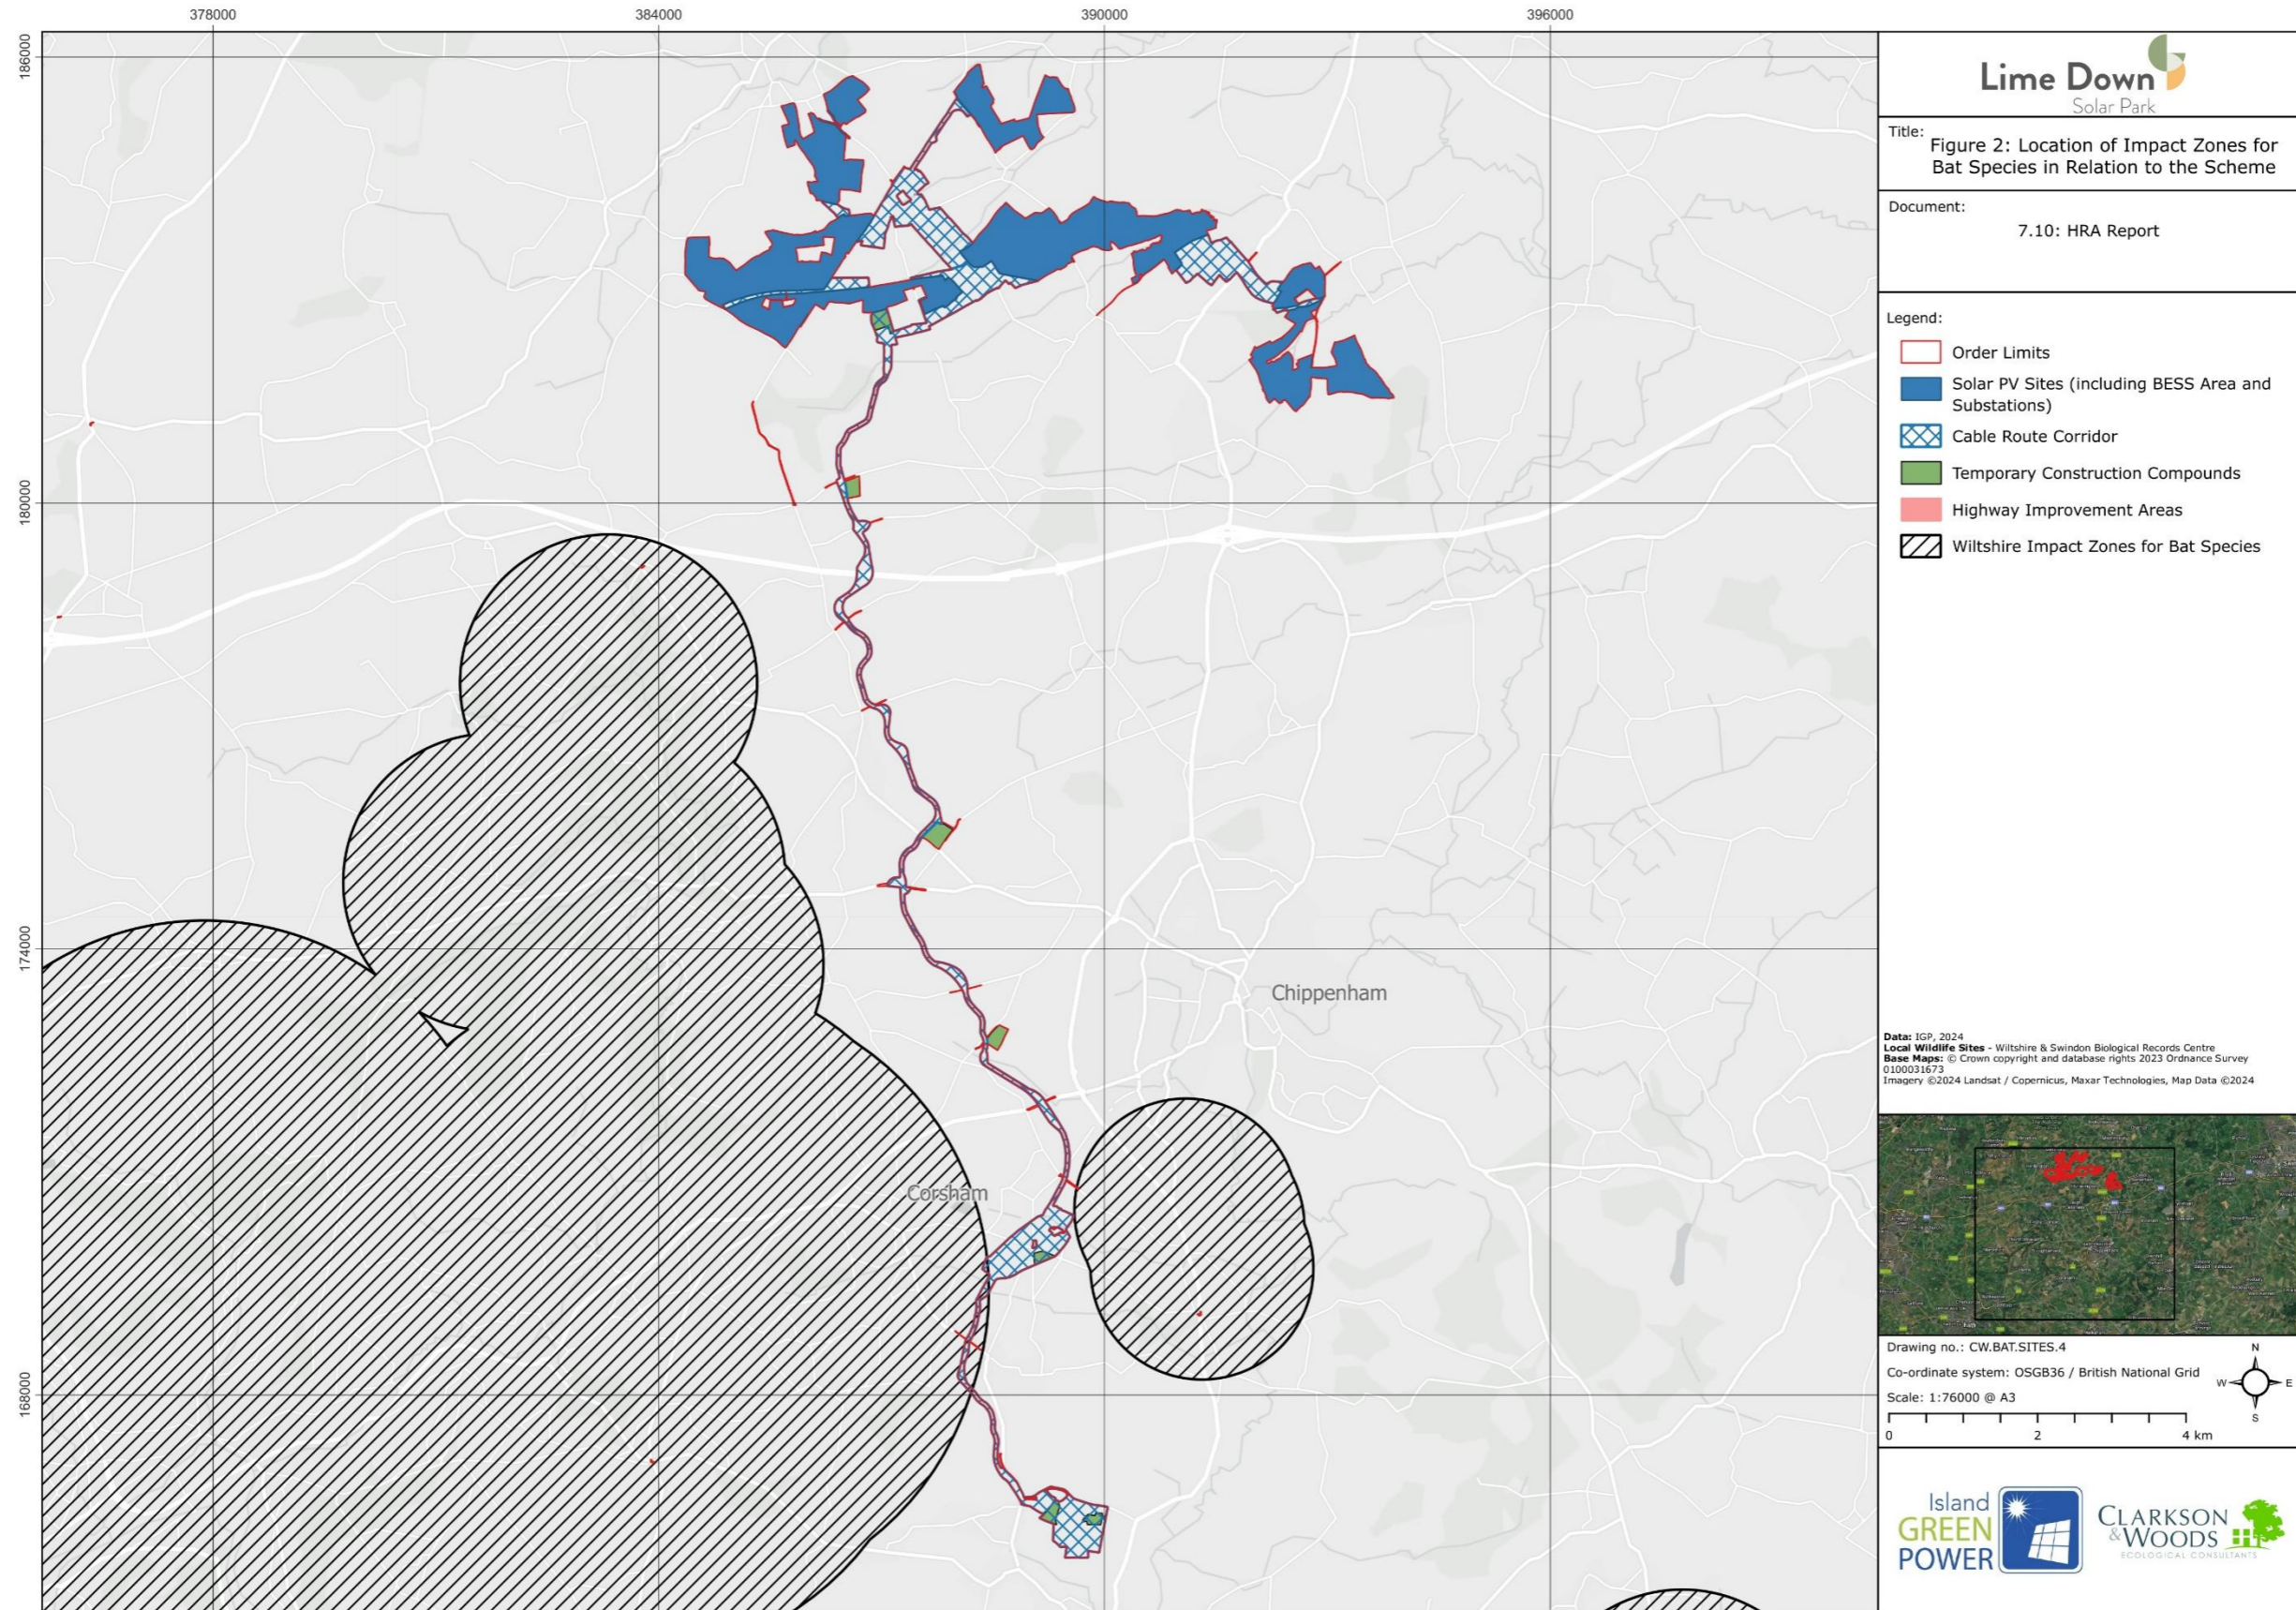 378000
384000
390000
396000
186000
180000
174000
168000
Chippenham
Corsham
Lime Down
Solar Park
Title:
Figure 2: Location of Impact Zones for
Bat Species in Relation to the Scheme
Document:
7.10: HRA Report
Legend:
Order Limits
Solar PV Sites (including BESS Area and
Substations)
Cable Route Corridor
Temporary Construction Compounds
Highway Improvement Areas
Wiltshire Impact Zones for Bat Species
Data: IGP, 2024
Local Wildlife Sites - Wiltshire & Swindon Biological Records Centre
Base Maps: © Crown copyright and database rights 2023 Ordnance Survey
0100031673
Imagery ©2024 Landsat / Copernicus, Maxar Technologies, Map Data ©2024
Drawing no.: CW.BAT.SITES.4
Co-ordinate system: OSGB36 / British National Grid
Scale: 1:76000 @ A3
0 2 4 km
N
W E
S
Island
GREEN
POWER
CLARKSON
&WOODS
ECOLOGICAL CONSULTANTS